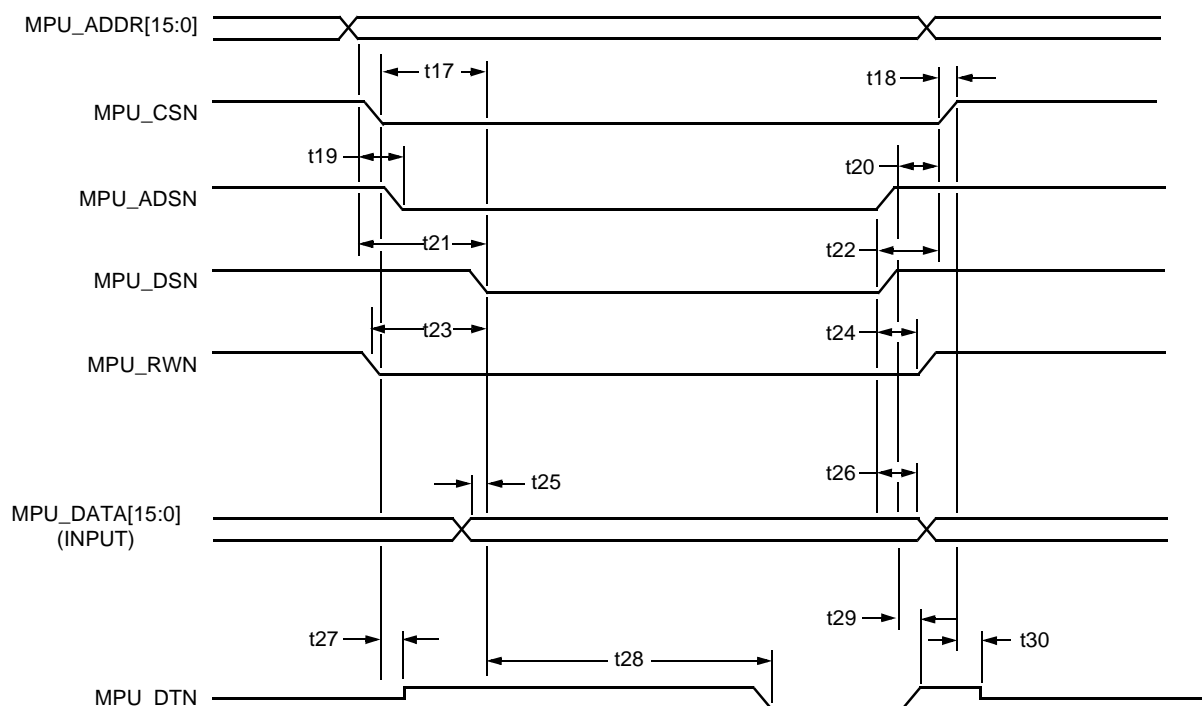 MPU_ADDR[15:0]
t17
t18
MPU_CSN
t19
t20
MPU_ADSN
t21
t22
MPU_DSN
t23
t24
MPU_RWN
t25
t26
MPU_DATA[15:0]
(INPUT)
t27
t28
t29
t30
MPU_DTN